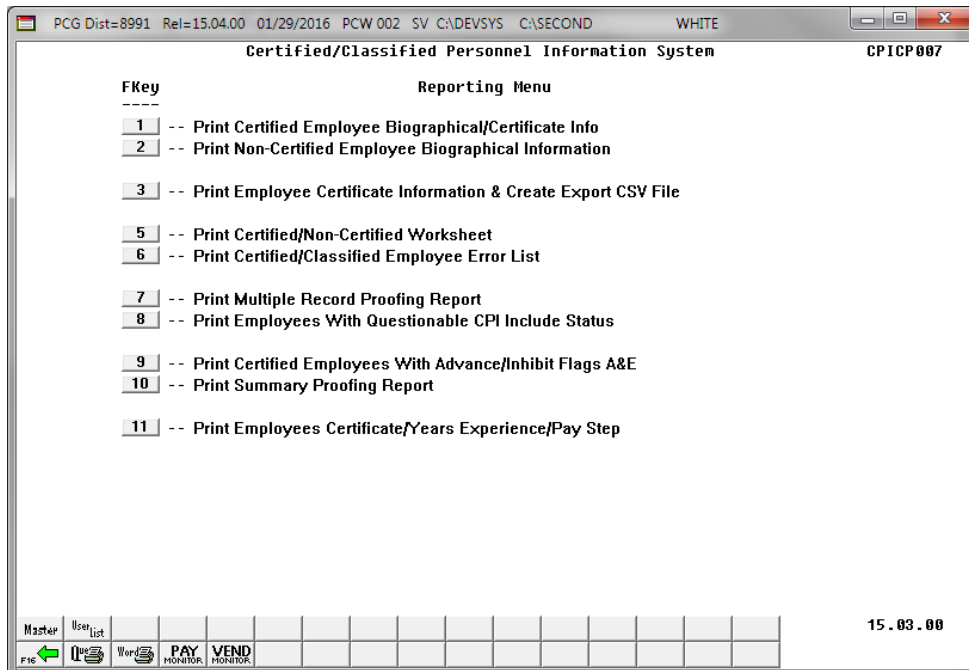 PCG Dist=8991 Rel=15.04.00 01/29/2016 PCW 002 SV C:\DEVSYS C:\SECOND WHITE
Certified/Classified Personnel Information System CPICP007
FKey Reporting Menu
----
1 -- Print Certified Employee Biographical/Certificate Info
2 -- Print Non-Certified Employee Biographical Information
3 -- Print Employee Certificate Information & Create Export CSV File
5 -- Print Certified/Non-Certified Worksheet
6 -- Print Certified/Classified Employee Error List
7 -- Print Multiple Record Proofing Report
8 -- Print Employees With Questionable CPI Include Status
9 -- Print Certified Employees With Advance/Inhibit Flags A&E
10 -- Print Summary Proofing Report
11 -- Print Employees Certificate/Years Experience/Pay Step
Master User List 15.03.00
F16 Que Word PAY MONITOR VEND MONITOR